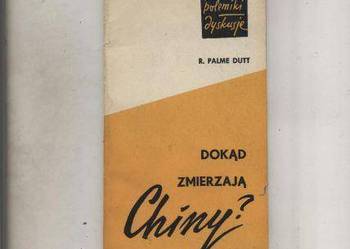 polemiki
dyskusje
R. PALME DUTT
DOKĄD
ZMIERZAJĄ
Chiny?